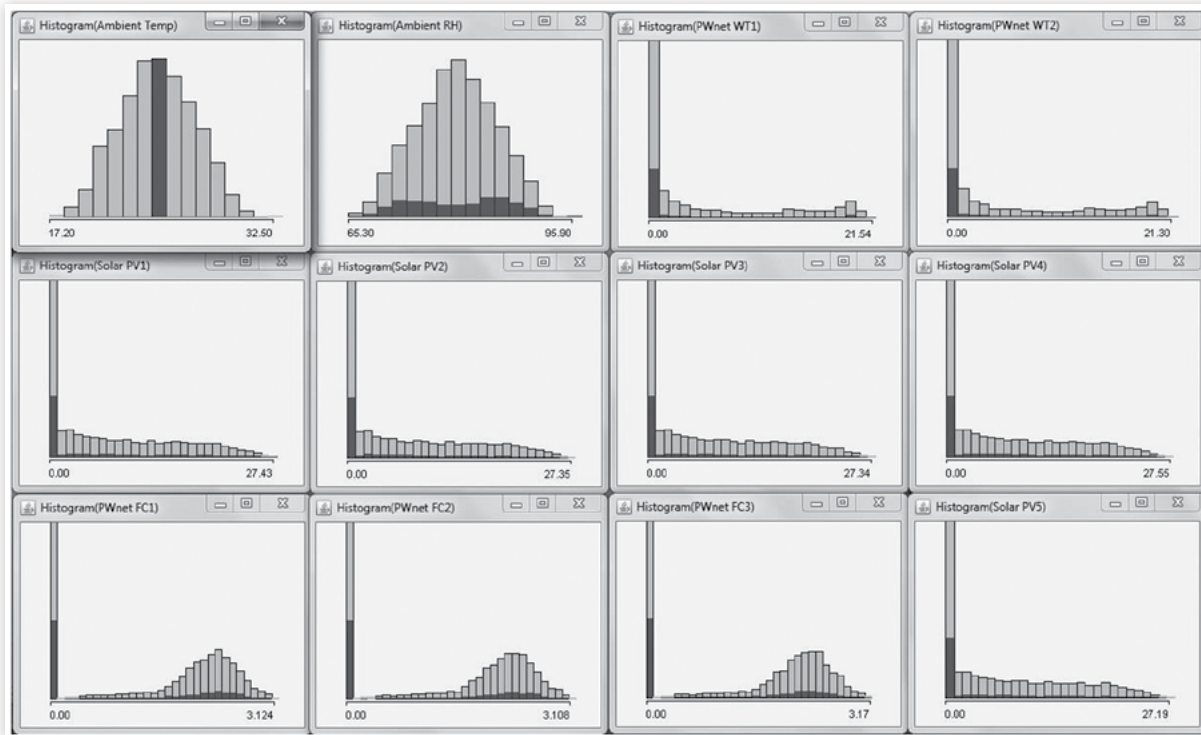 Histogram(Ambient Temp)
17.20 32.50
Histogram(Ambient RH)
65.30 95.90
Histogram(PWnet WT1)
0.00 21.54
Histogram(PWnet WT2)
0.00 21.30
Histogram(Solar PV1)
0.00 27.43
Histogram(Solar PV2)
0.00 27.35
Histogram(Solar PV3)
0.00 27.34
Histogram(Solar PV4)
0.00 27.55
Histogram(PWnet FC1)
0.00 3.124
Histogram(PWnet FC2)
0.00 3.108
Histogram(PWnet FC3)
0.00 3.17
Histogram(Solar PV5)
0.00 27.19